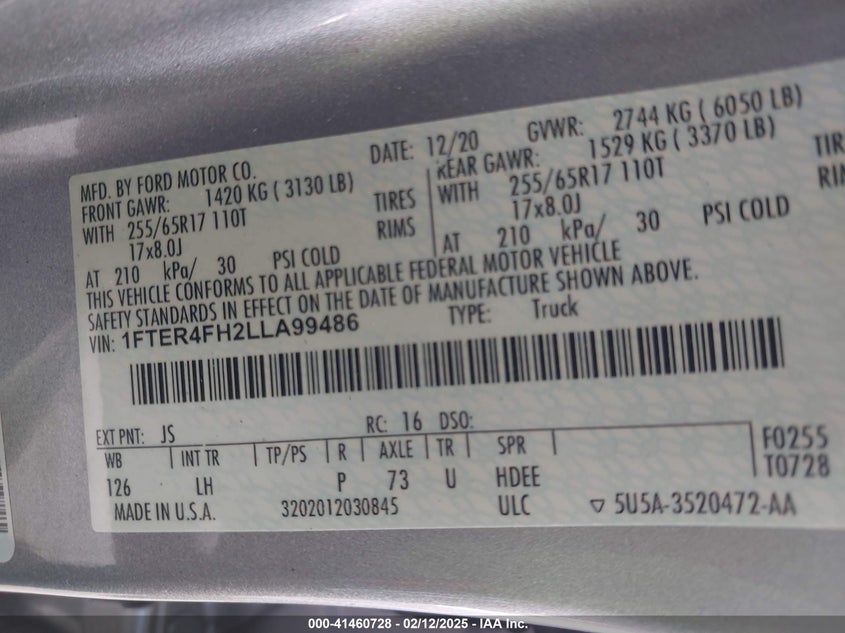 MFD. BY FORD MOTOR CO.
DATE: 12/20
GVWR: 2744 KG ( 6050 LB)
FRONT GAWR: 1420 KG ( 3130 LB)
REAR GAWR: 1529 KG ( 3370 LB)
WITH 255/65R17 110T TIRES
WITH 255/65R17 110T TIR
17x8.0J RIMS
17x8.0J RIM
AT 210 kPa/ 30 PSI COLD
AT 210 kPa/ 30 PSI COLD
THIS VEHICLE CONFORMS TO ALL APPLICABLE FEDERAL MOTOR VEHICLE
SAFETY STANDARDS IN EFFECT ON THE DATE OF MANUFACTURE SHOWN ABOVE.
VIN: 1FTER4FH2LLA99486 TYPE: Truck
EXT PNT: JS RC: 16 DSO:
WB INT TR TP/PS R AXLE TR SPR
F0255
126 LH P 73 U HDEE
T0728
MADE IN U.S.A. 3202012030845 ULC ▽ 5U5A-3520472-AA
000-41460728 - 02/12/2025 - IAA Inc.